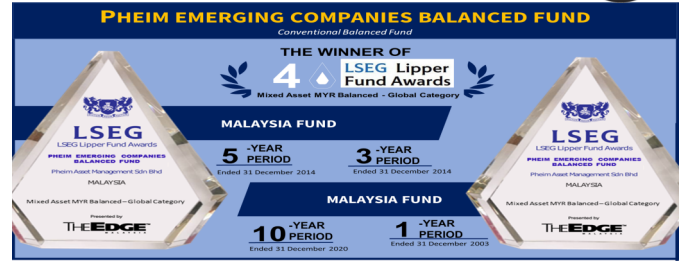 PHEIM EMERGING COMPANIES BALANCED FUND
Conventional Balanced Fund
THE WINNER OF
4 LSEG Lipper
Fund Awards
Mixed Asset MYR Balanced - Global Category
MALAYSIA FUND
5 -YEAR PERIOD
Ended 31 December 2014
3 -YEAR PERIOD
Ended 31 December 2014
MALAYSIA FUND
10 -YEAR PERIOD
Ended 31 December 2020
1 -YEAR PERIOD
Ended 31 December 2003
LSEG
LSEG Lipper Fund Awards
PHEIM EMERGING COMPANIES
BALANCED FUND
Pheim Asset Management Sdn Bhd
MALAYSIA
Mixed Asset MYR Balanced—Global Category
Presented by
THE EDGE
MALAYSIA
LSEG
LSEG Lipper Fund Awards
PHEIM EMERGING COMPANIES
BALANCED FUND
Pheim Asset Management Sdn Bhd
MALAYSIA
Mixed Asset MYR Balanced—Global Category
Presented by
THE EDGE
MALAYSIA